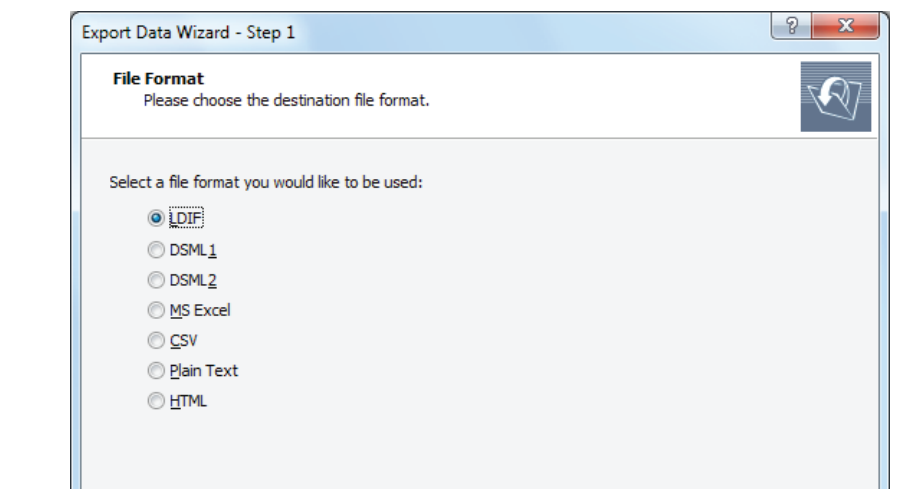 Export Data Wizard - Step 1
File Format
Please choose the destination file format.
Select a file format you would like to be used:
LDIF
DSML1
DSML2
MS Excel
CSV
Plain Text
HTML